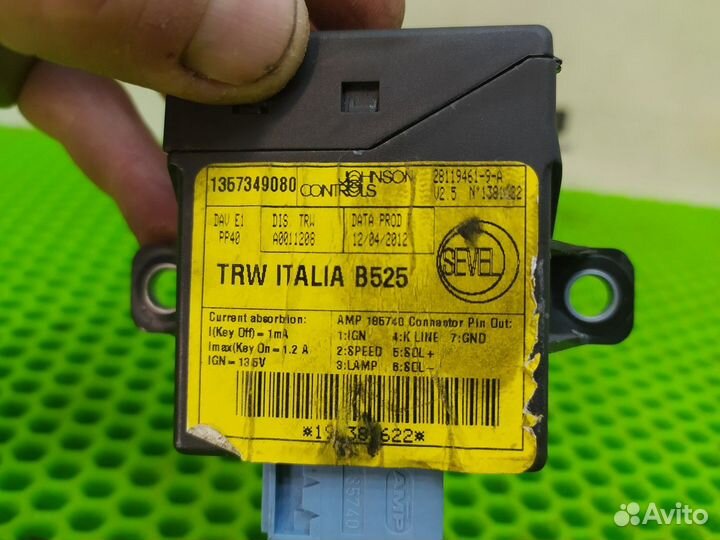 1357349080 JOHNSON CONTROLS 28119461-9-A
V2.5
DAV E1 DIS TRW DATA PROD
PP40 A0011208 12/04/2012
SEVEL
TRW ITALIA B525
Current absorbion: AMP 185740 Connector Pin Out:
I(Key Off)=1mA 1:IGN 4:K LINE 7:GND
Imax(Key On=1.2 A 2:SPEED 5:SOL+
IGN=13.5V 3:LAMP 6:SOL-
AMP
Avito